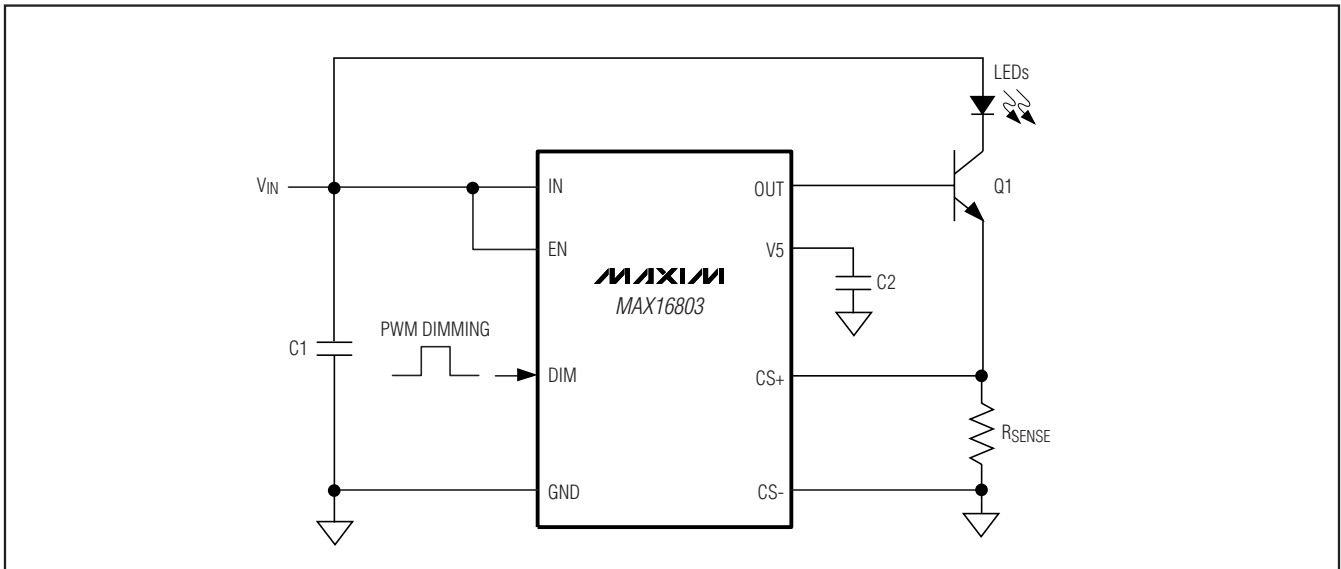 LEDs
VIN
IN
OUT
Q1
EN
V5
MAXIM
MAX16803
C2
PWM DIMMING
C1
DIM
CS+
RSENSE
GND
CS-